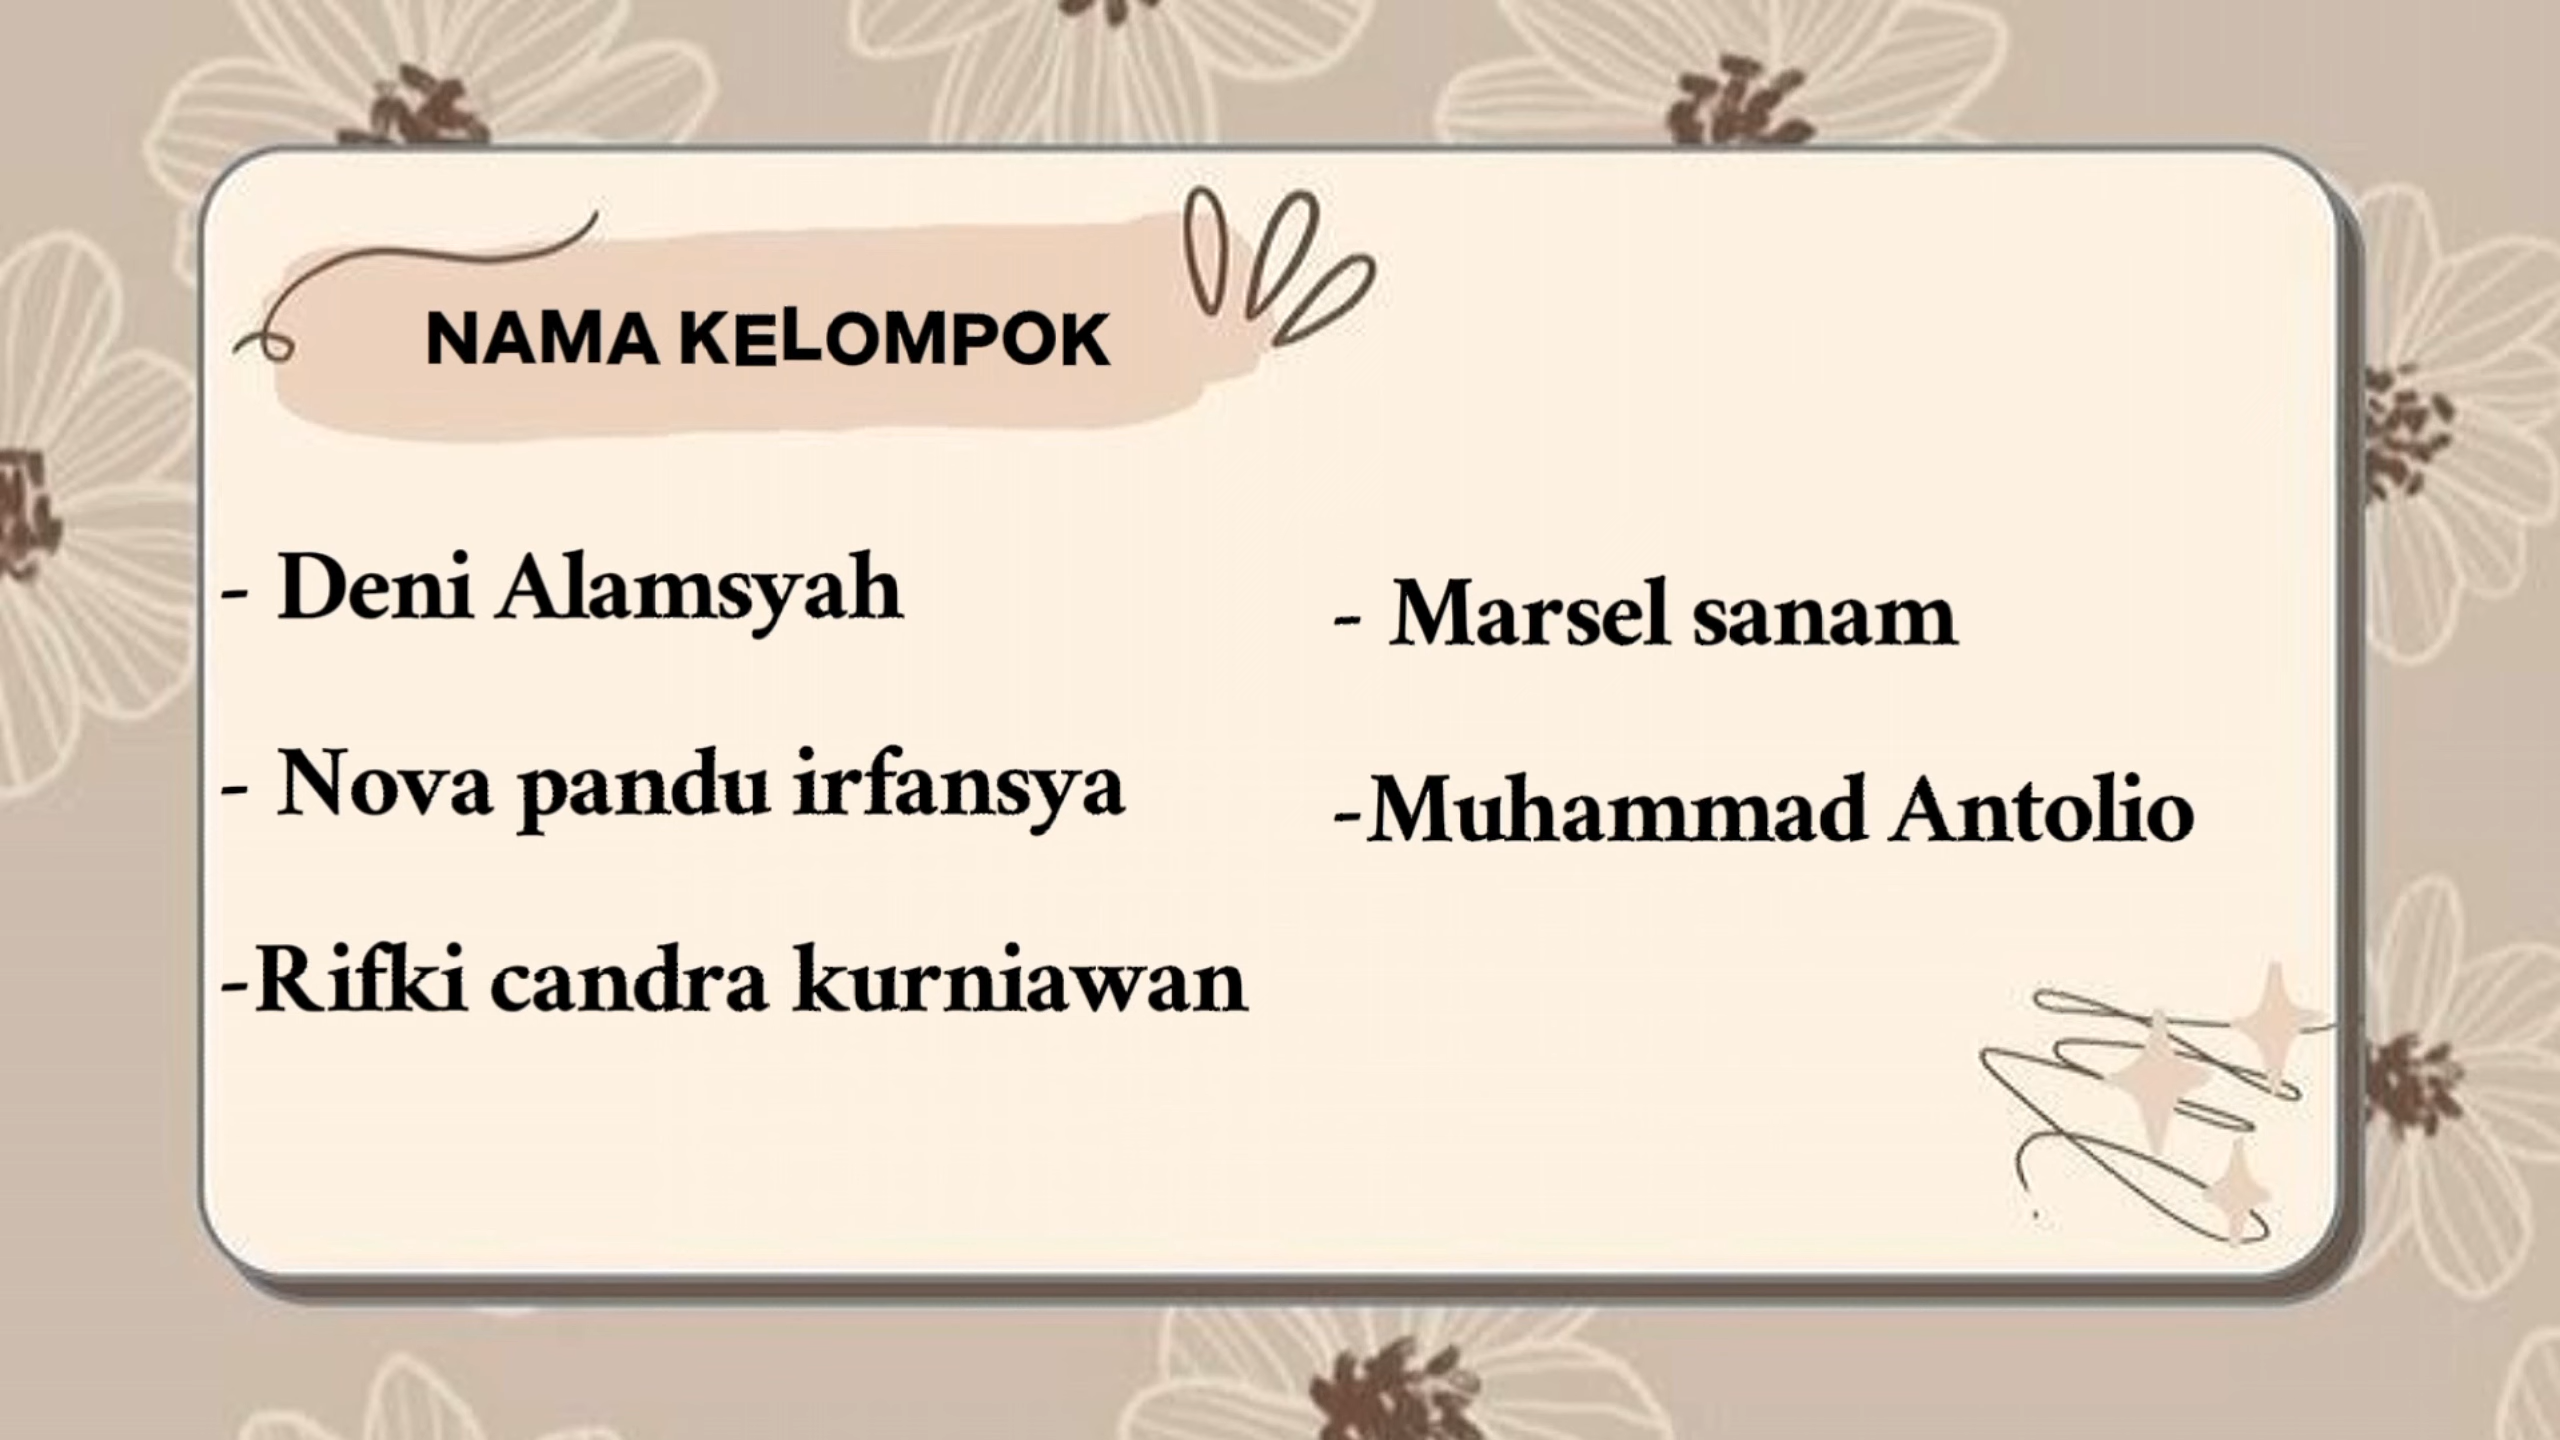 NAMA KELOMPOK
- Deni Alamsyah
- Nova pandu irfansya
-Rifki candra kurniawan
- Marsel sanam
-Muhammad Antolio